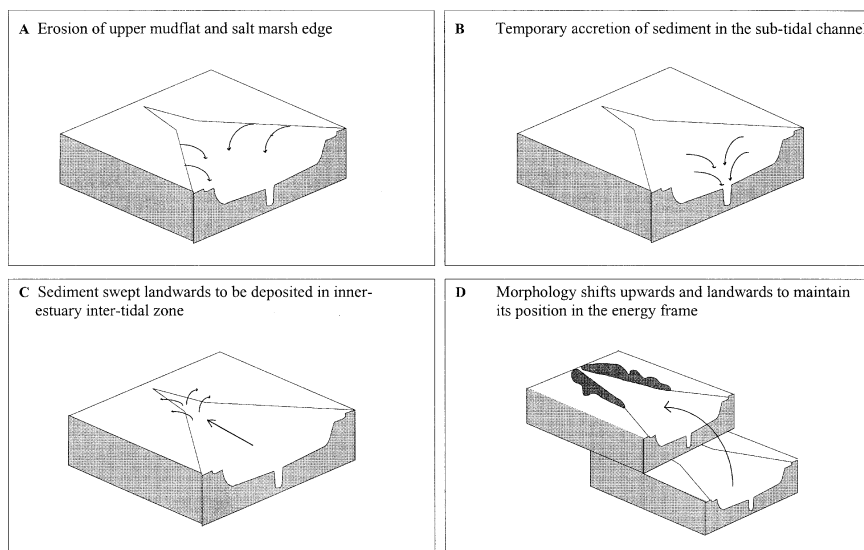 A Erosion of upper mudflat and salt marsh edge
B Temporary accretion of sediment in the sub-tidal channel
C Sediment swept landwards to be deposited in inner-
estuary inter-tidal zone
D Morphology shifts upwards and landwards to maintain
its position in the energy frame